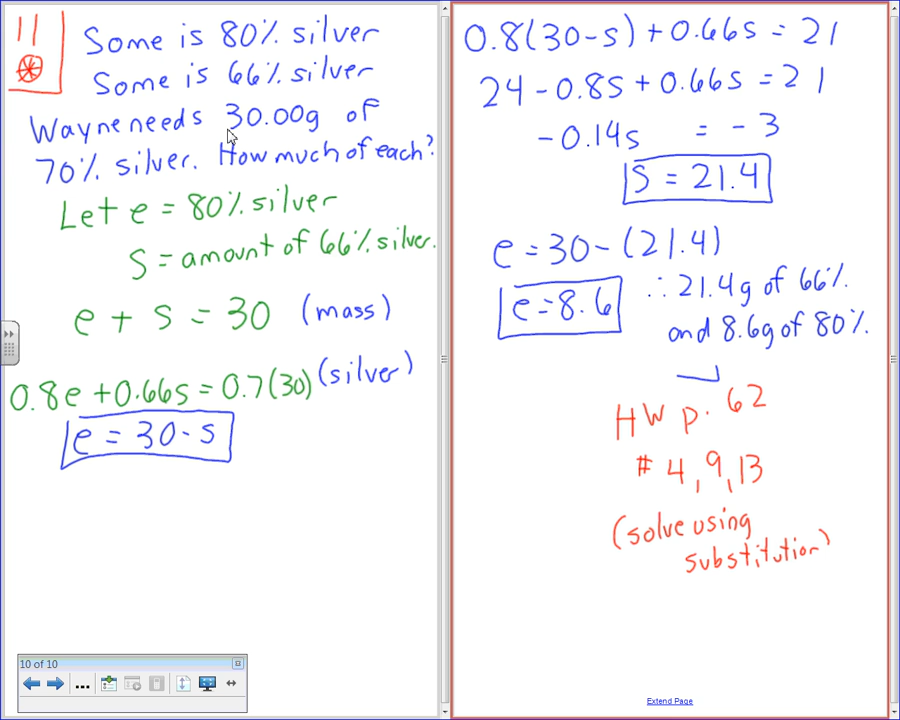 11
Some is 80% silver
Some is 66% silver
Wayne needs 30.00g of
70% silver. How much of each?
Let e = 80% silver
s = amount of 66% silver.
e + s = 30 (mass)
0.8e + 0.66s = 0.7(30) (silver)
e = 30 - s
10 of 10
0.8(30-s) + 0.66s = 21
24 - 0.8s + 0.66s = 21
-0.14s = -3
s = 21.4
e = 30 - (21.4)
e = 8.6
∴ 21.4g of 66%
and 8.6g of 80%.
HW p. 62
# 4, 9, 13
(solve using
substitution)
Extend Page